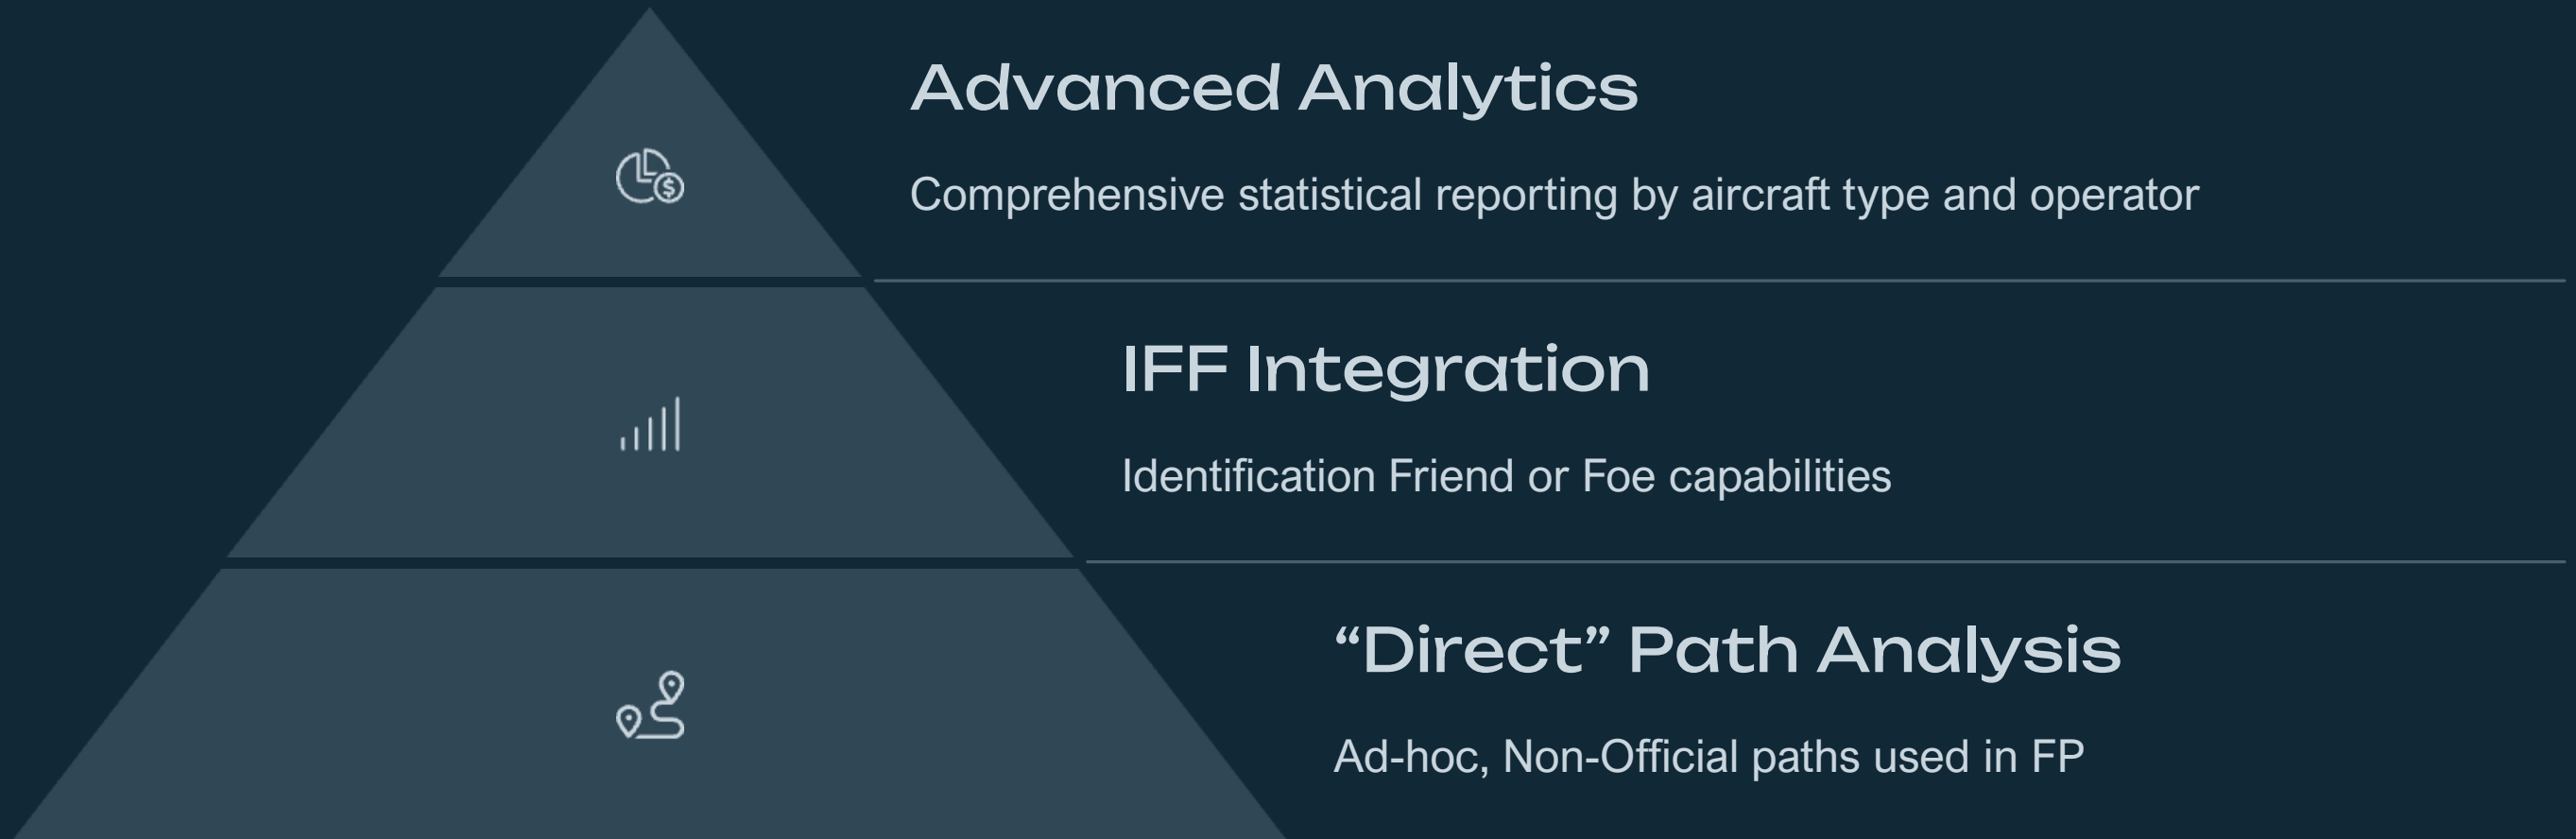 Advanced Analytics
Comprehensive statistical reporting by aircraft type and operator
IFF Integration
Identification Friend or Foe capabilities
“Direct” Path Analysis
Ad-hoc, Non-Official paths used in FP
$